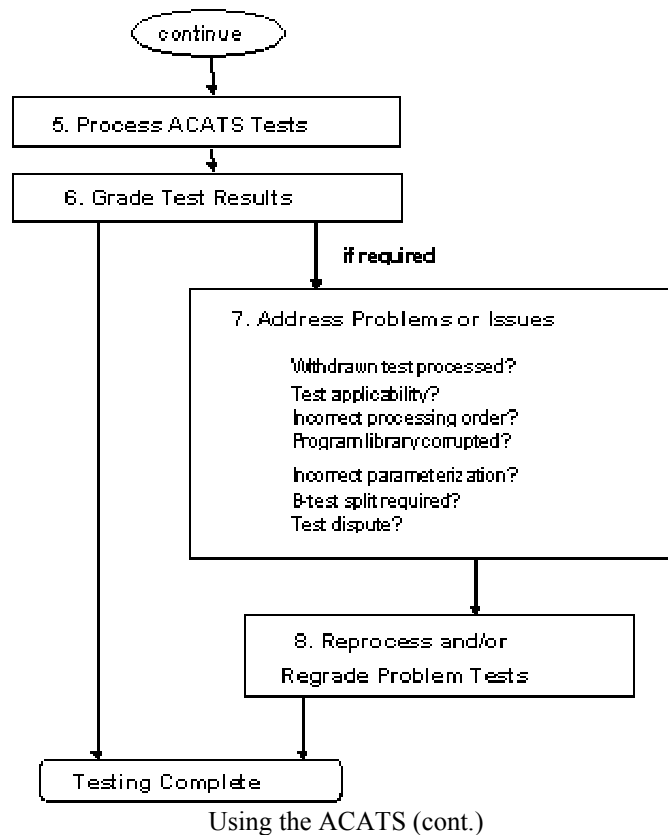 continue
5. Process ACATS Tests
6. Grade Test Results
if required
7. Address Problems or Issues
Withdrawn test processed?
Test applicability?
Incorrect processing order?
Program library corrupted?
Incorrect parameterization?
B-test split required?
Test dispute?
8. Reprocess and/or
Regrade Problem Tests
Testing Complete
Using the ACATS (cont.)